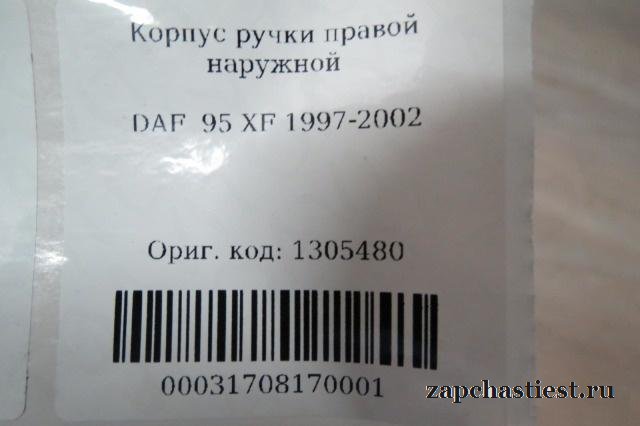 Корпус ручки правой
наружной
DAF 95 XF 1997-2002
Ориг. код: 1305480
00031708170001
zapchastiest.ru